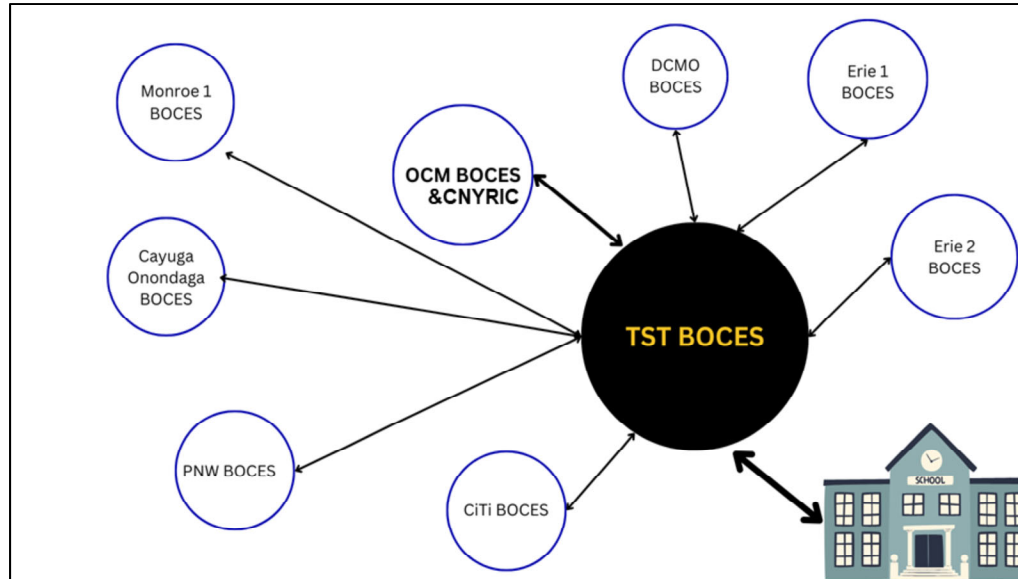 Monroe 1
BOCES
OCM BOCES
&CNYRIC
DCMO
BOCES
Erie 1
BOCES
Cayuga
Onondaga
BOCES
Erie 2
BOCES
TST BOCES
PNW BOCES
CiTi BOCES
SCHOOL